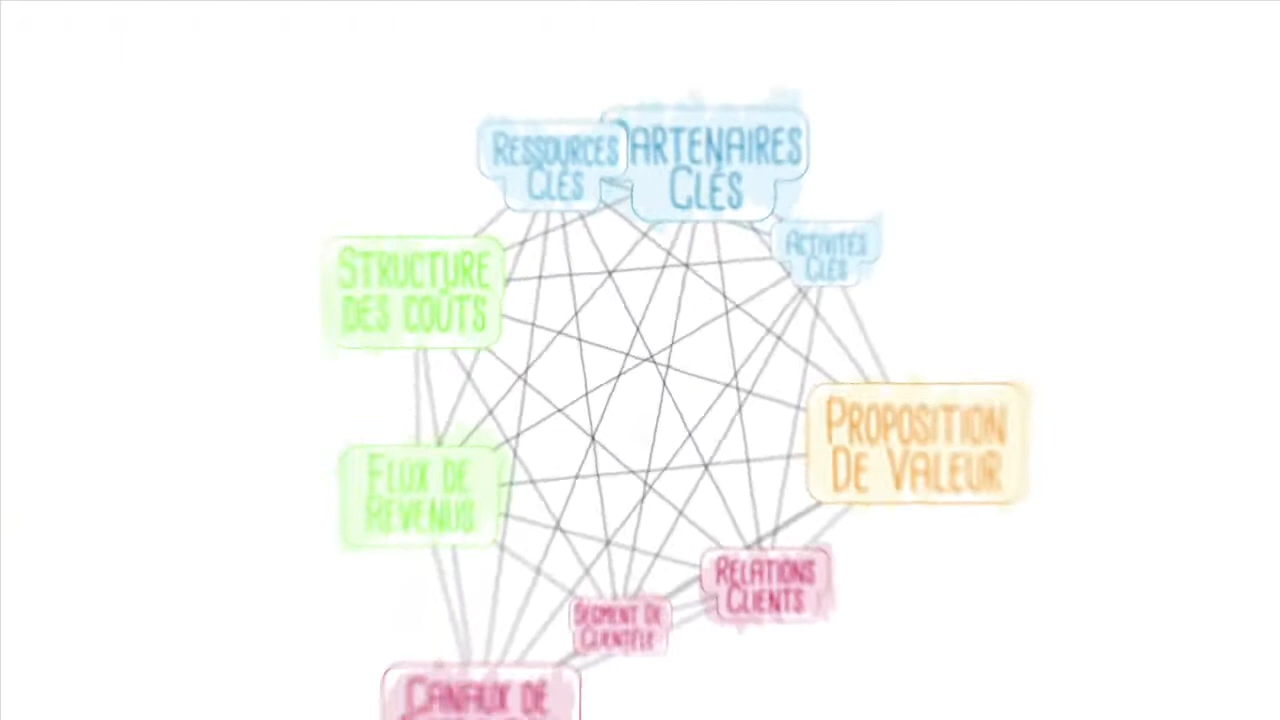 RESSOURCES
CLÉS
PARTENAIRES
CLÉS
ACTIVITÉS
CLÉS
STRUCTURE
DES COÛTS
PROPOSITION
DE VALEUR
FLUX DE
REVENUS
RELATIONS
CLIENTS
SEGMENT DE
CLIENTÈLE
CANAUX DE